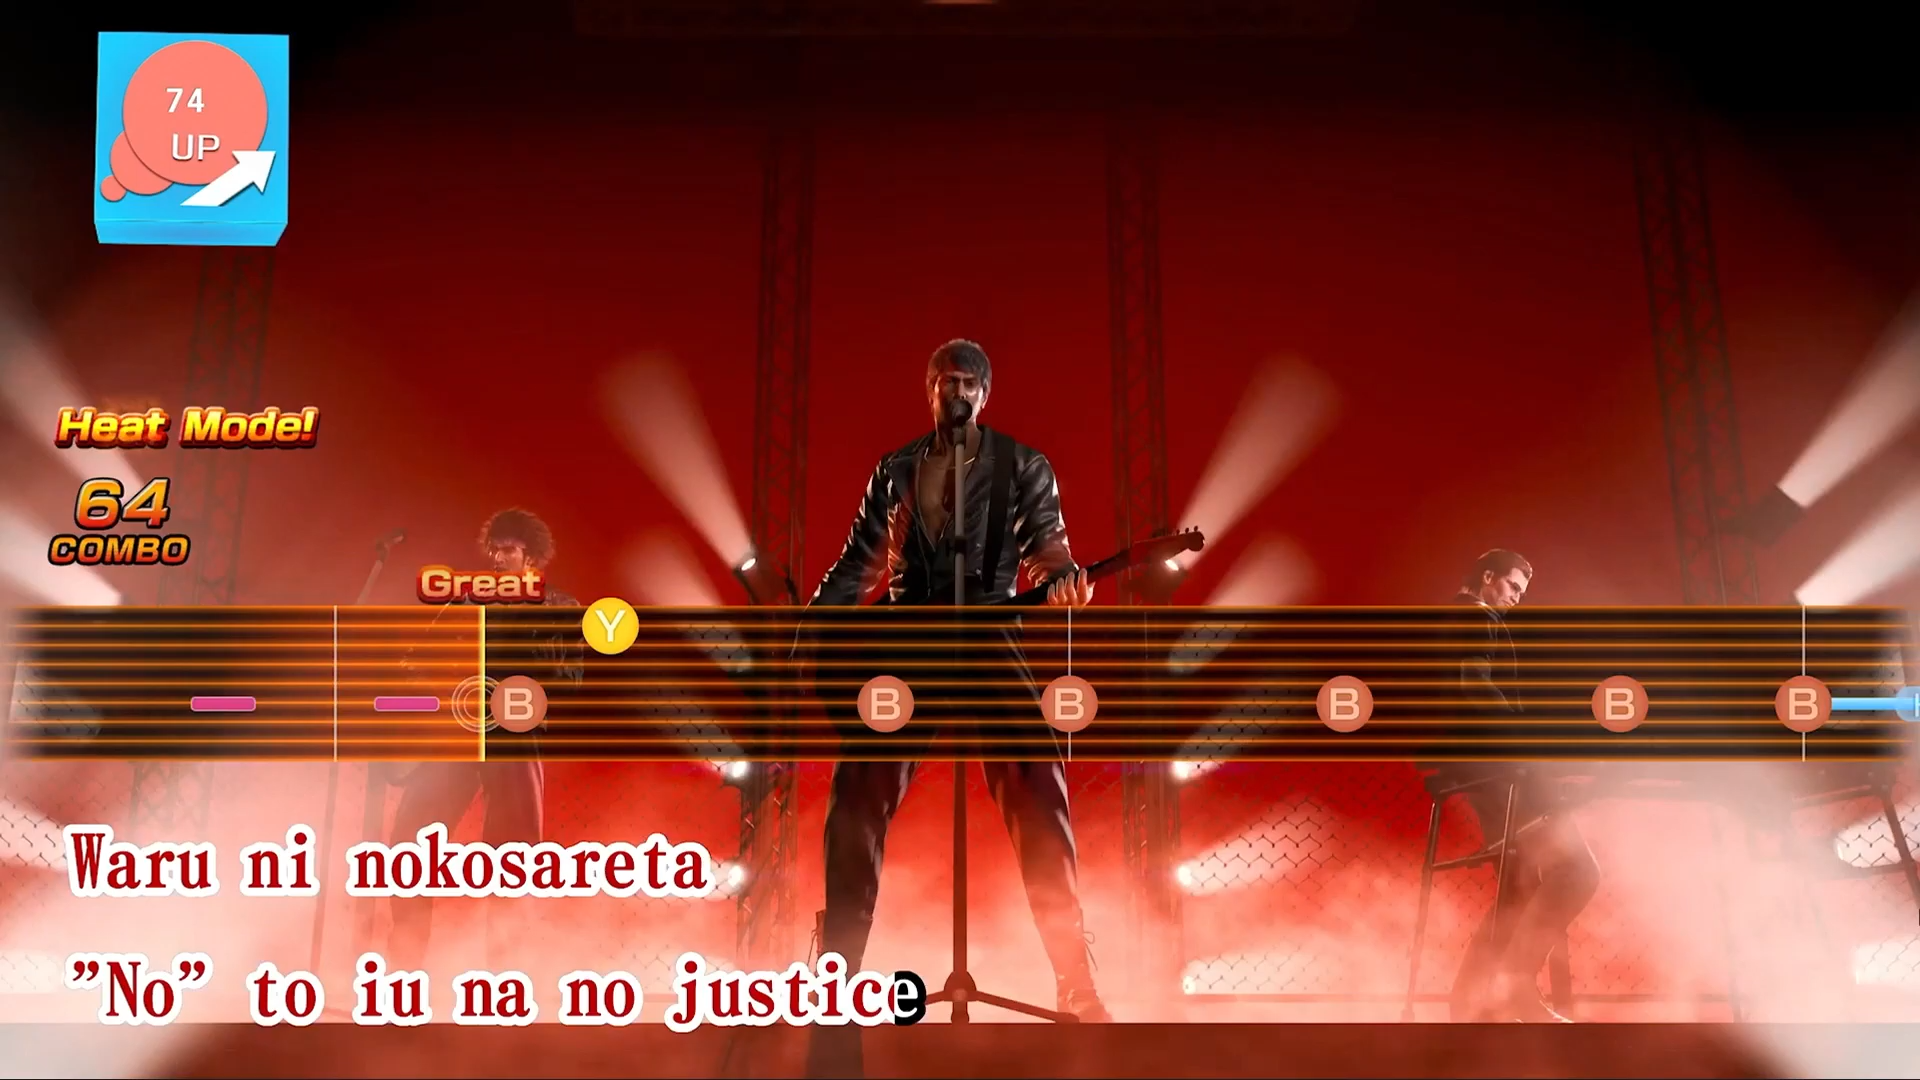 74
UP
Heat Mode!
64
COMBO
Great
Y
B B B B B B
Waru ni nokosareta
”No” to iu na no justice